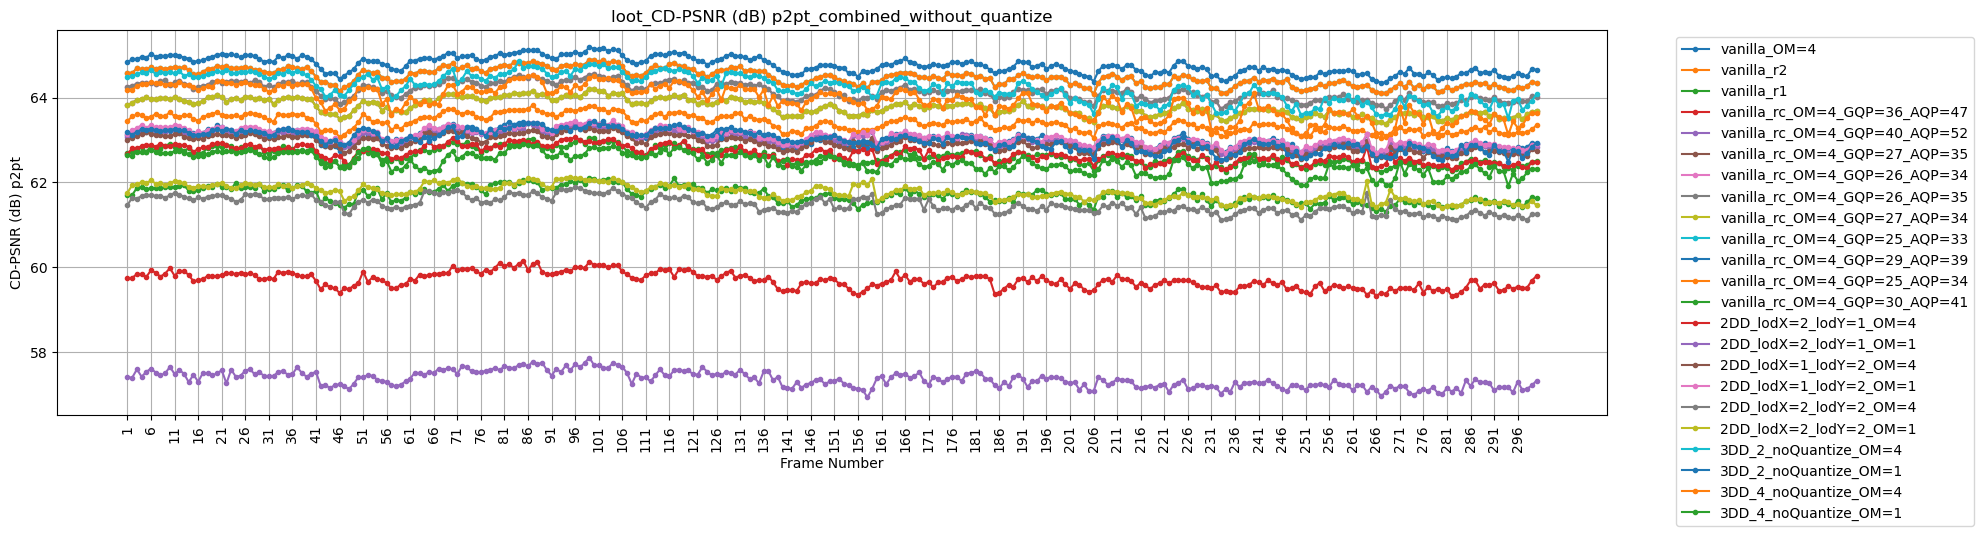 loot_CD-PSNR (dB) p2pt_combined_without_quantize
CD-PSNR (dB) p2pt
64
62
60
58
1 6 11 16 21 26 31 36 41 46 51 56 61 66 71 76 81 86 91 96 101 106 111 116 121 126 131 136 141 146 151 156 161 166 171 176 181 186 191 196 201 206 211 216 221 226 231 236 241 246 251 256 261 266 271 276 281 286 291 296
Frame Number
vanilla_OM=4
vanilla_r2
vanilla_r1
vanilla_rc_OM=4_GQP=36_AQP=47
vanilla_rc_OM=4_GQP=40_AQP=52
vanilla_rc_OM=4_GQP=27_AQP=35
vanilla_rc_OM=4_GQP=26_AQP=34
vanilla_rc_OM=4_GQP=26_AQP=35
vanilla_rc_OM=4_GQP=27_AQP=34
vanilla_rc_OM=4_GQP=25_AQP=33
vanilla_rc_OM=4_GQP=29_AQP=39
vanilla_rc_OM=4_GQP=25_AQP=34
vanilla_rc_OM=4_GQP=30_AQP=41
2DD_lodX=2_lodY=1_OM=4
2DD_lodX=2_lodY=1_OM=1
2DD_lodX=1_lodY=2_OM=4
2DD_lodX=1_lodY=2_OM=1
2DD_lodX=2_lodY=2_OM=4
2DD_lodX=2_lodY=2_OM=1
3DD_2_noQuantize_OM=4
3DD_2_noQuantize_OM=1
3DD_4_noQuantize_OM=4
3DD_4_noQuantize_OM=1